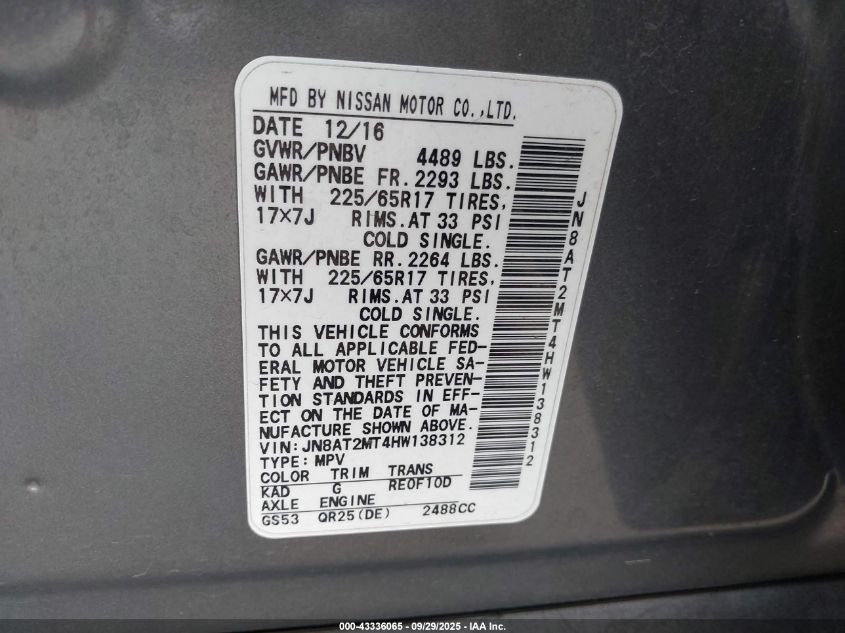 MFD BY NISSAN MOTOR CO.,LTD.
DATE 12/16
GVWR/PNBV 4489 LBS.
GAWR/PNBE FR. 2293 LBS.
WITH 225/65R17 TIRES,
17×7J RIMS. AT 33 PSI
COLD SINGLE.
GAWR/PNBE RR. 2264 LBS.
WITH 225/65R17 TIRES,
17×7J RIMS. AT 33 PSI
COLD SINGLE.
THIS VEHICLE CONFORMS
TO ALL APPLICABLE FED-
ERAL MOTOR VEHICLE SA-
FETY AND THEFT PREVEN-
TION STANDARDS IN EFF-
ECT ON THE DATE OF MA-
NUFACTURE SHOWN ABOVE.
VIN:JN8AT2MT4HW138312
TYPE:MPV
COLOR TRIM TRANS
KAD G RE0F10D
AXLE ENGINE
GS53 QR25(DE) 2488CC
JN8AT2MT4HW138312
000-43336065 - 09/29/2025 - IAA Inc.